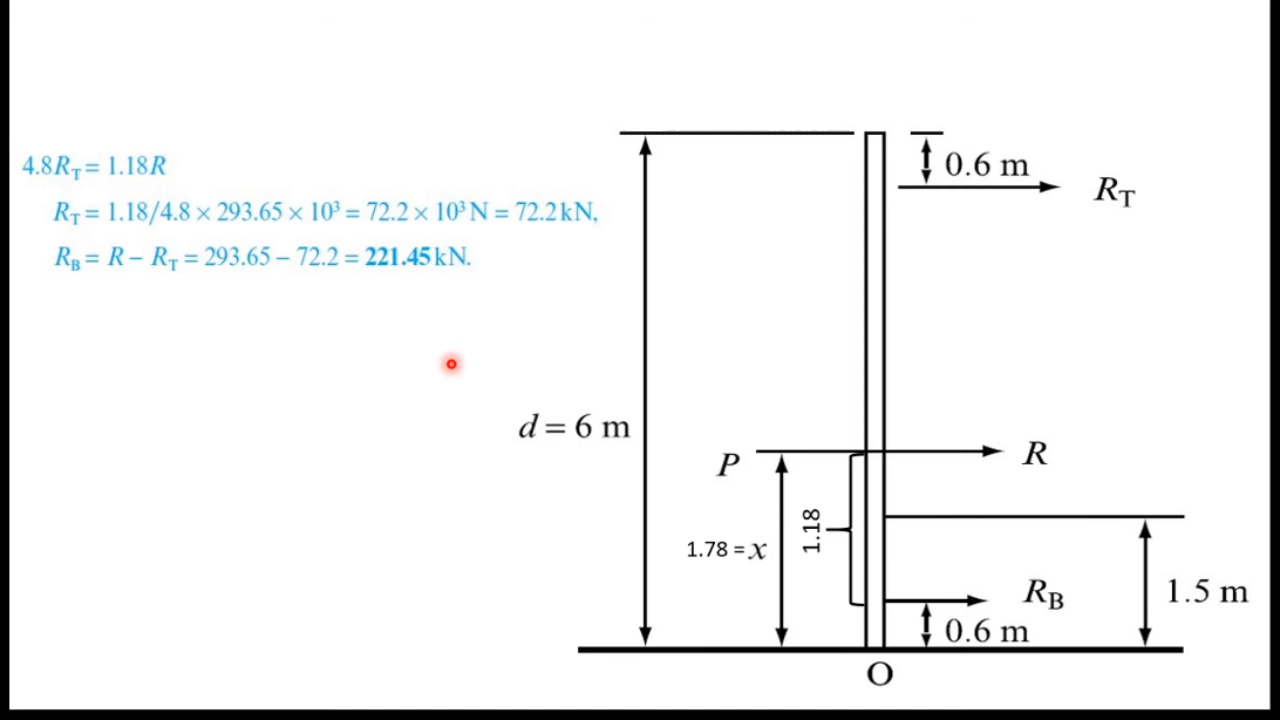 4.8R_T = 1.18R
R_T = 1.18/4.8 × 293.65 × 10³ = 72.2 × 10³ N = 72.2 kN,
R_B = R − R_T = 293.65 − 72.2 = 221.45 kN.
0.6 m
R_T
d = 6 m
P
R
1.18
1.78 = x
R_B
1.5 m
0.6 m
O